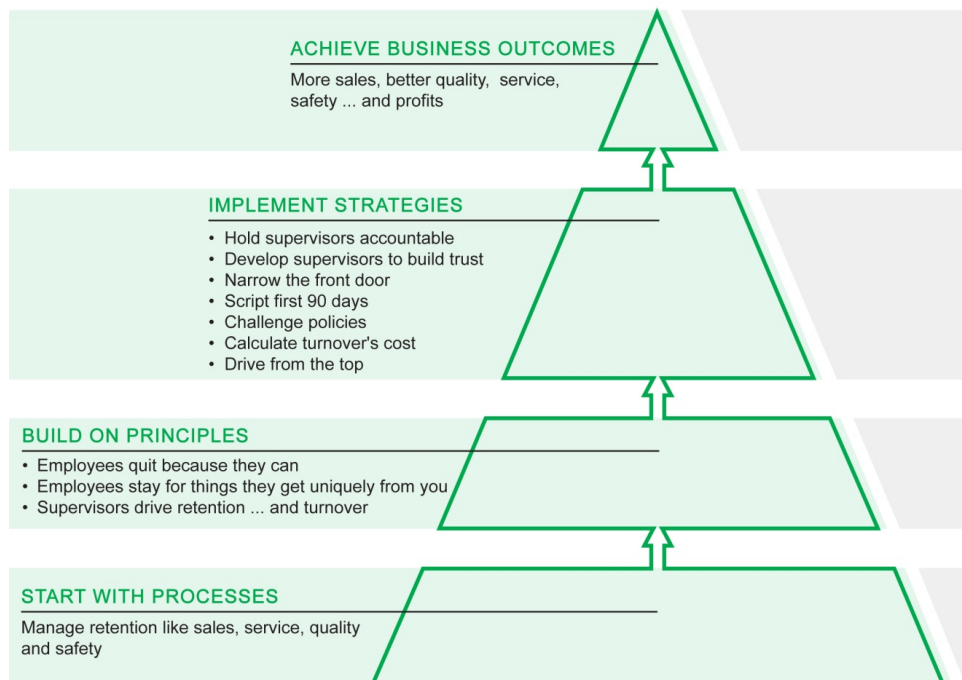 ACHIEVE BUSINESS OUTCOMES
More sales, better quality, service,
safety ... and profits
IMPLEMENT STRATEGIES
• Hold supervisors accountable
• Develop supervisors to build trust
• Narrow the front door
• Script first 90 days
• Challenge policies
• Calculate turnover's cost
• Drive from the top
BUILD ON PRINCIPLES
• Employees quit because they can
• Employees stay for things they get uniquely from you
• Supervisors drive retention ... and turnover
START WITH PROCESSES
Manage retention like sales, service, quality
and safety